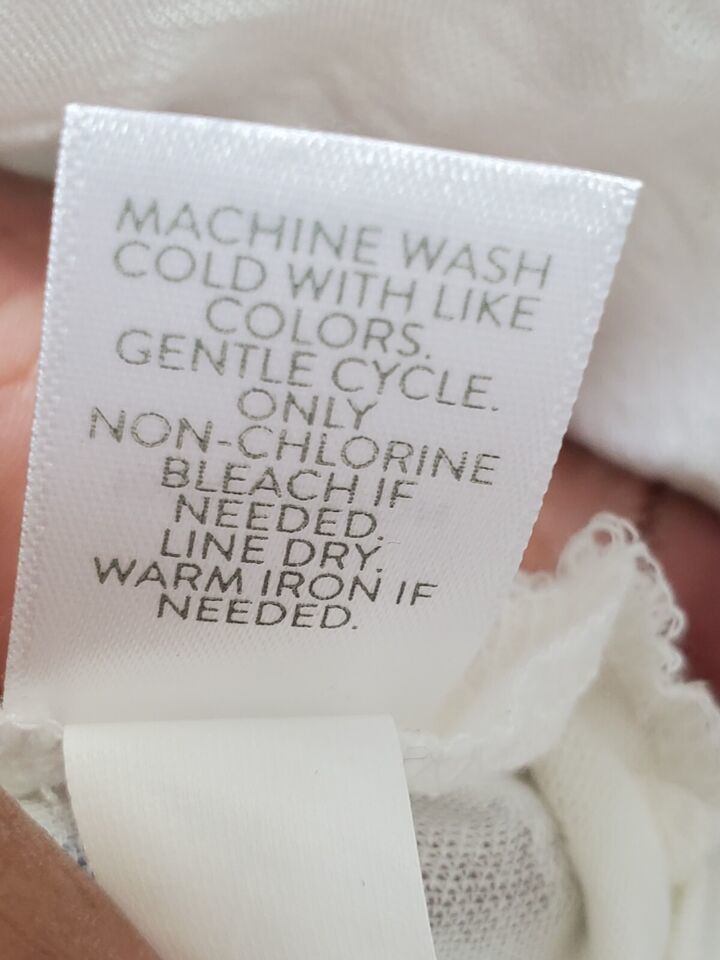 MACHINE WASH
COLD WITH LIKE
COLORS.
GENTLE CYCLE.
ONLY
NON-CHLORINE
BLEACH IF
NEEDED.
LINE DRY.
WARM IRON IF
NEEDED.